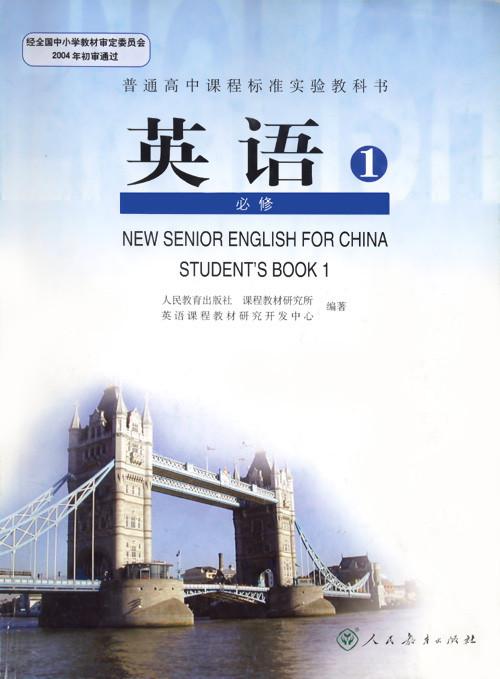 经全国中小学教材审定委员会
2004年初审通过
普通高中课程标准实验教科书
英语 1
必修
NEW SENIOR ENGLISH FOR CHINA
STUDENT'S BOOK 1
人民教育出版社 课程教材研究所
英语课程教材研究开发中心
编著
人民教育出版社